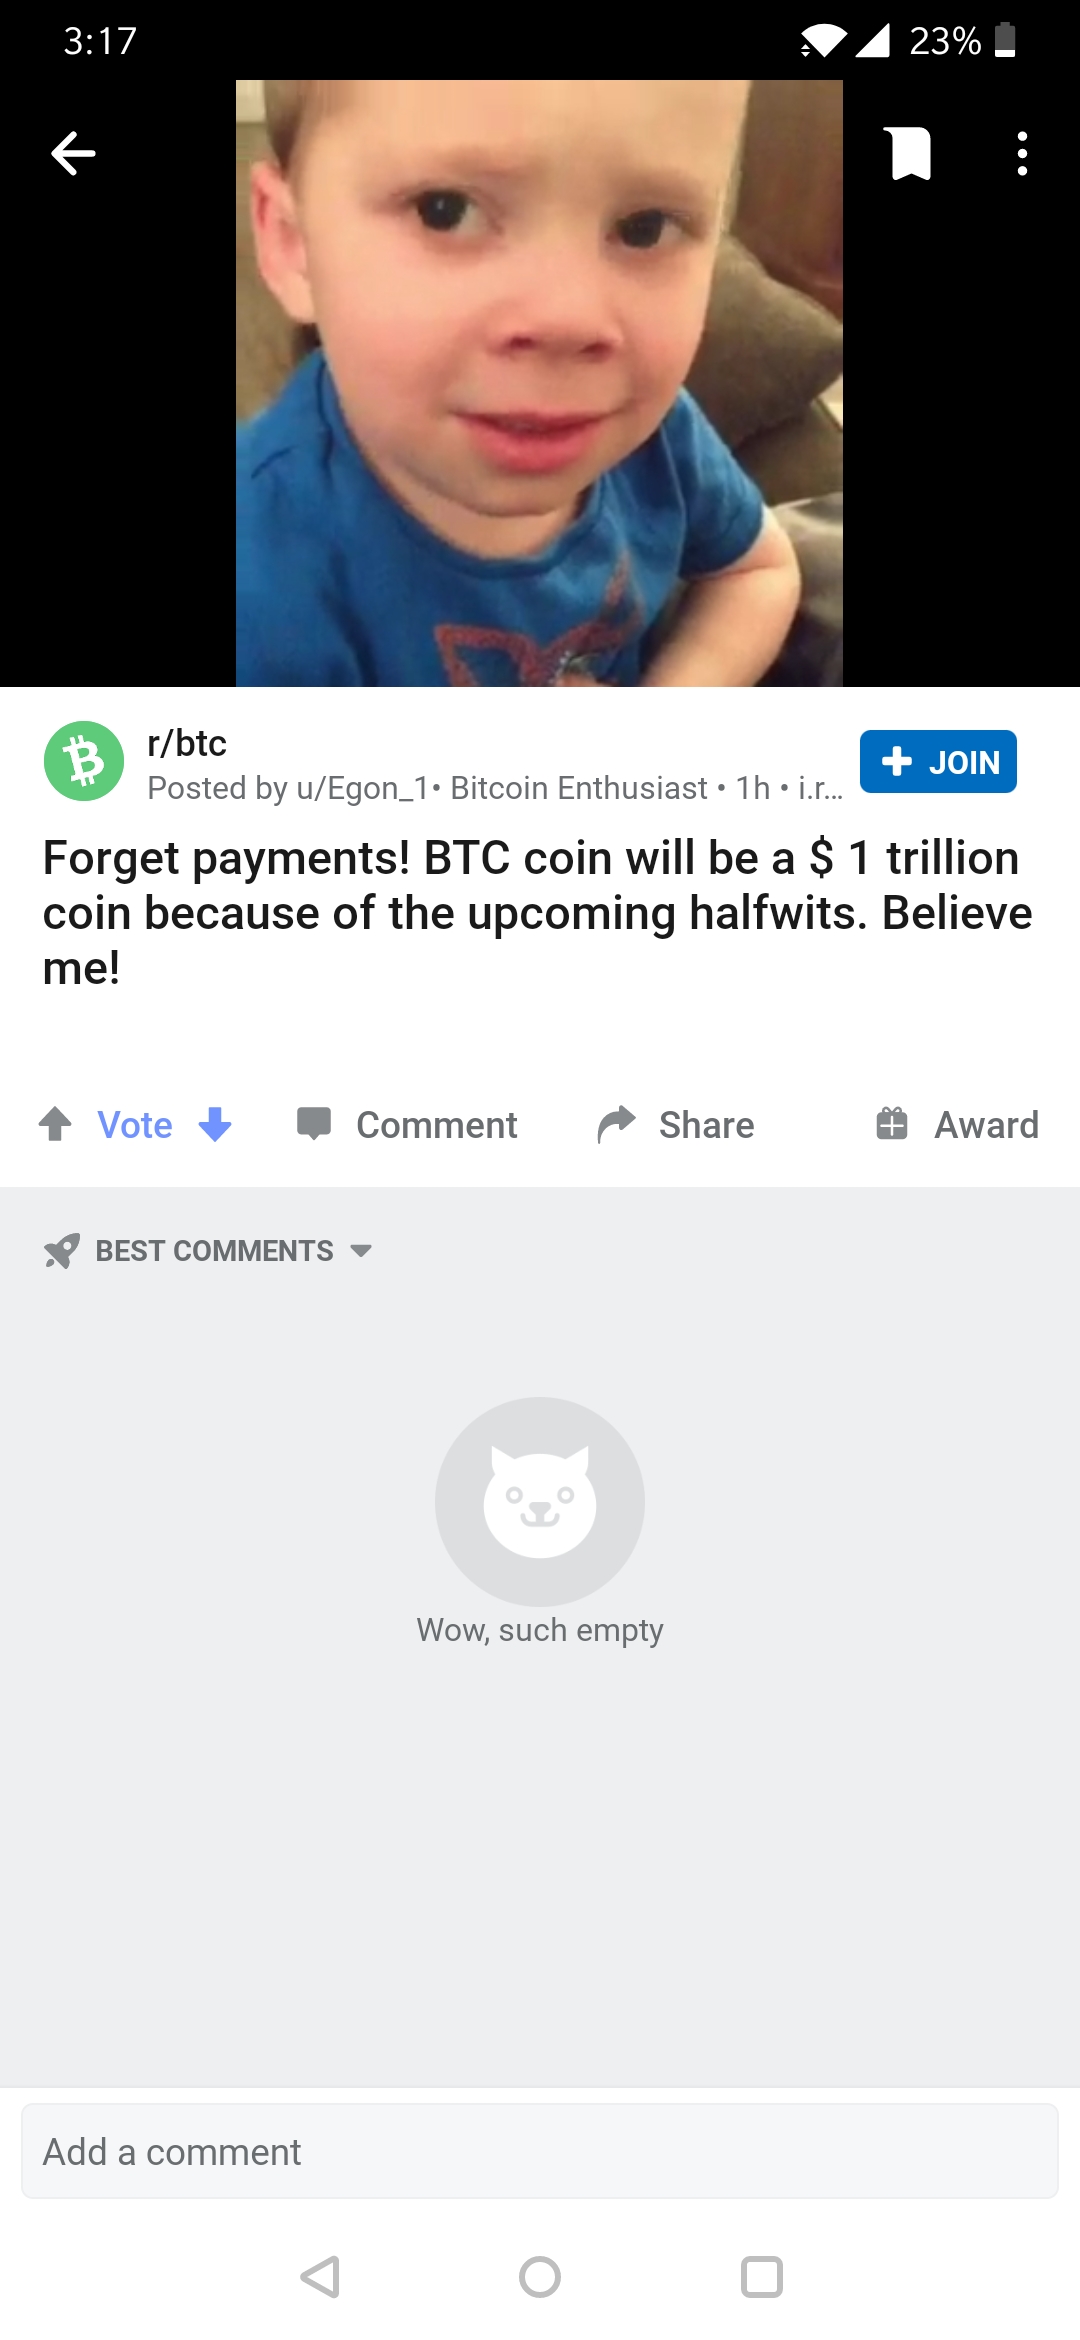 3:17
23%
r/btc
Posted by u/Egon_1• Bitcoin Enthusiast • 1h • i.r...
JOIN
Forget payments! BTC coin will be a $ 1 trillion
coin because of the upcoming halfwits. Believe
me!
Vote
Comment
Share
Award
BEST COMMENTS
Wow, such empty
Add a comment